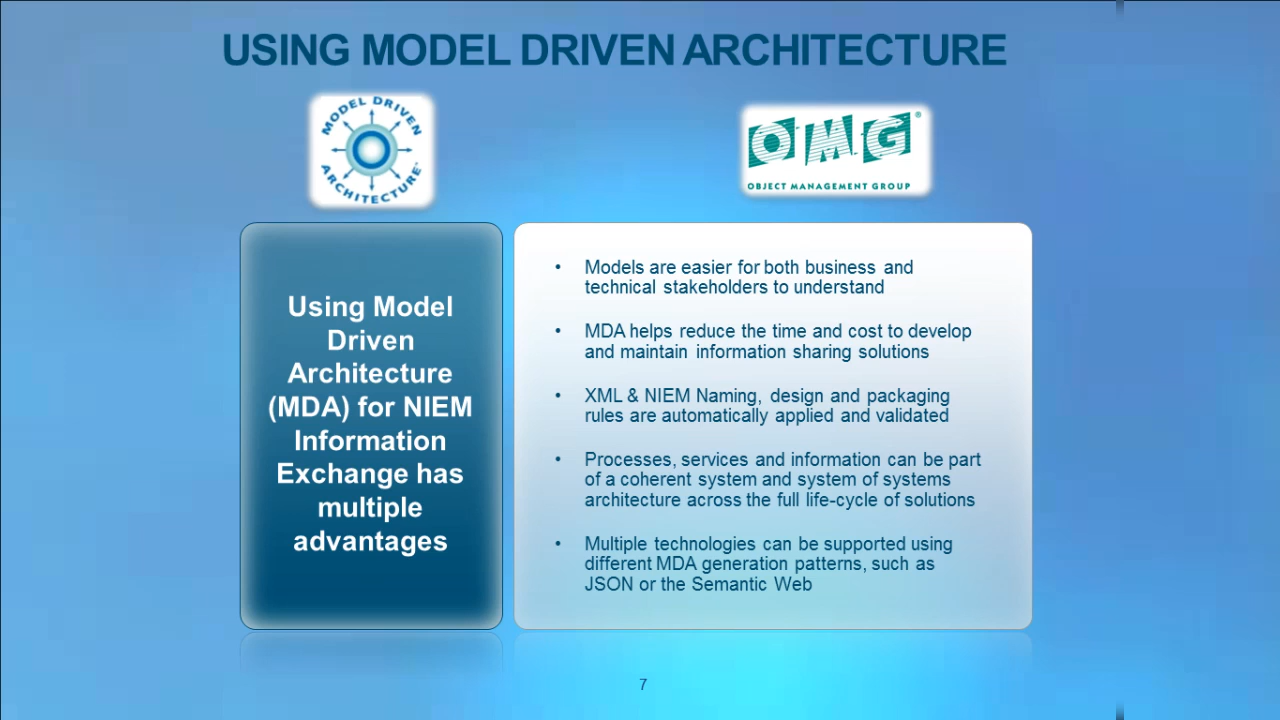 USING MODEL DRIVEN ARCHITECTURE
MODEL DRIVEN
ARCHITECTURE
OMG®
OBJECT MANAGEMENT GROUP
Using Model
Driven
Architecture
(MDA) for NIEM
Information
Exchange has
multiple
advantages
• Models are easier for both business and
technical stakeholders to understand
• MDA helps reduce the time and cost to develop
and maintain information sharing solutions
• XML & NIEM Naming, design and packaging
rules are automatically applied and validated
• Processes, services and information can be part
of a coherent system and system of systems
architecture across the full life-cycle of solutions
• Multiple technologies can be supported using
different MDA generation patterns, such as
JSON or the Semantic Web
7